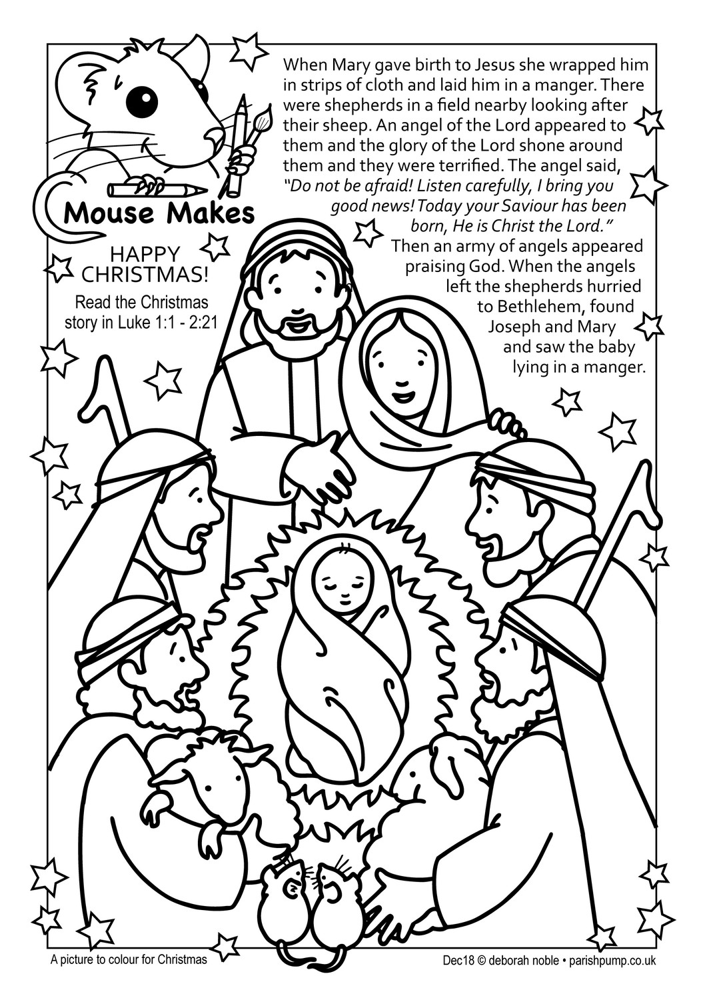 When Mary gave birth to Jesus she wrapped him
in strips of cloth and laid him in a manger. There
were shepherds in a field nearby looking after
their sheep. An angel of the Lord appeared to
them and the glory of the Lord shone around
them and they were terrified. The angel said,
“Do not be afraid! Listen carefully, I bring you
good news! Today your Saviour has been
born, He is Christ the Lord.”
Then an army of angels appeared
praising God. When the angels
left the shepherds hurried
to Bethlehem, found
Joseph and Mary
and saw the baby
lying in a manger.
Mouse Makes
HAPPY
CHRISTMAS!
Read the Christmas
story in Luke 1:1 - 2:21
A picture to colour for Christmas
Dec18 © deborah noble • parishpump.co.uk